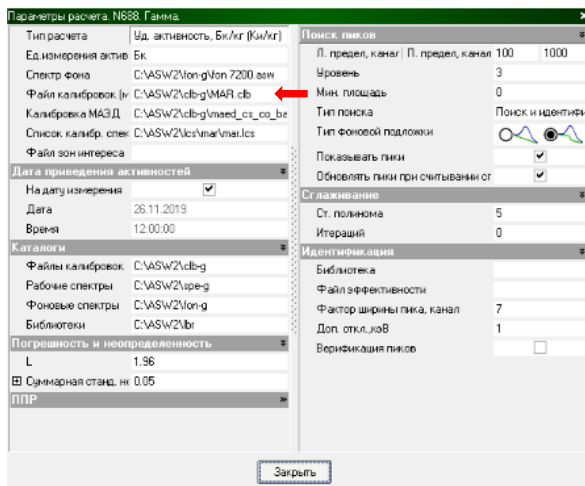 Параметры расчета. N688. Гамма.
Тип расчета Уд. активность, Бк/кг (Ки/кг)
Ед.измерения актив Бк
Спектр фона C:\ASW2\fon-g\fon 7200.asw
Файл калибровок (м C:\ASW2\clb-g\MAR.clb
Калибровка МАЭД C:\ASW2\clb-g\maed_cs_co_ba
Список калибр. спек C:\ASW2\lcs\mar\mar.lcs
Файл зон интереса
Дата приведения активностей
На дату измерения
Дата 26.11.2019
Время 12:00:00
Каталоги
Файлы калибровок C:\ASW2\clb-g
Рабочие спектры C:\ASW2\spe-g
Фоновые спектры C:\ASW2\fon-g
Библиотеки C:\ASW2\lbr
Погрешность и неопределенность
L 1.96
Суммарная станд. не 0.05
ППР
Поиск пиков
Л. предел, канал П. предел, канал 100 1000
Уровень 3
Мин. площадь 0
Тип поиска Поиск и идентифи
Тип фоновой подложки
Показывать пики
Обновлять пики при считывании сп
Сглаживание
Ст. полинома 5
Итераций 0
Идентификация
Библиотека
Файл эффективности
Фактор ширины пика, канал 7
Доп. откл.,кэВ 1
Верификация пиков
Закрыть